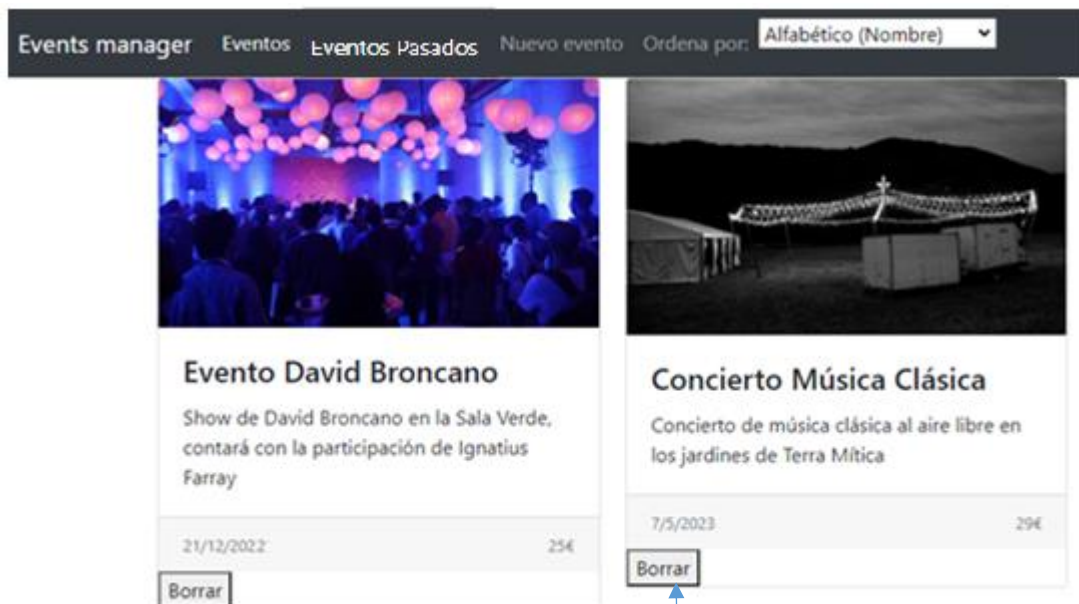 Events manager Eventos Eventos Pasados Nuevo evento Ordena por: Alfabético (Nombre)
Evento David Broncano
Show de David Broncano en la Sala Verde,
contará con la participación de Ignatius
Farray
21/12/2022 25€
Borrar
Concierto Música Clásica
Concierto de música clásica al aire libre en
los jardines de Terra Mítica
7/5/2023 29€
Borrar